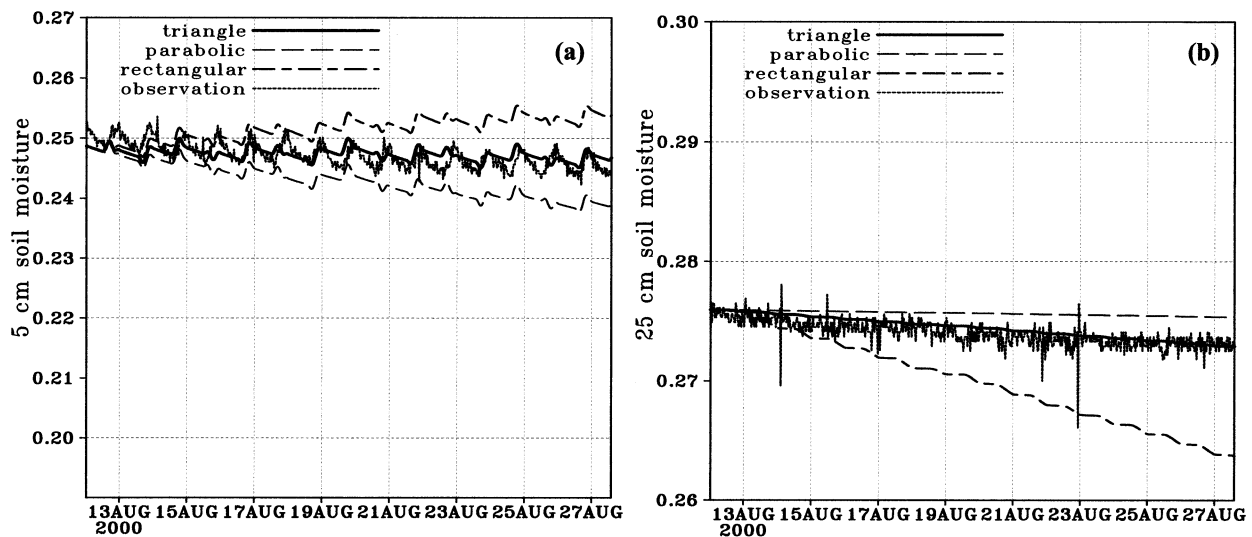 0.27
0.26
0.25
0.24
0.23
0.22
0.21
0.20
5 cm soil moisture
triangle
parabolic
rectangular
observation
(a)
13AUG 15AUG 17AUG 19AUG 21AUG 23AUG 25AUG 27AUG
2000
0.30
0.29
0.28
0.27
0.26
25 cm soil moisture
triangle
parabolic
rectangular
observation
(b)
13AUG 15AUG 17AUG 19AUG 21AUG 23AUG 25AUG 27AUG
2000